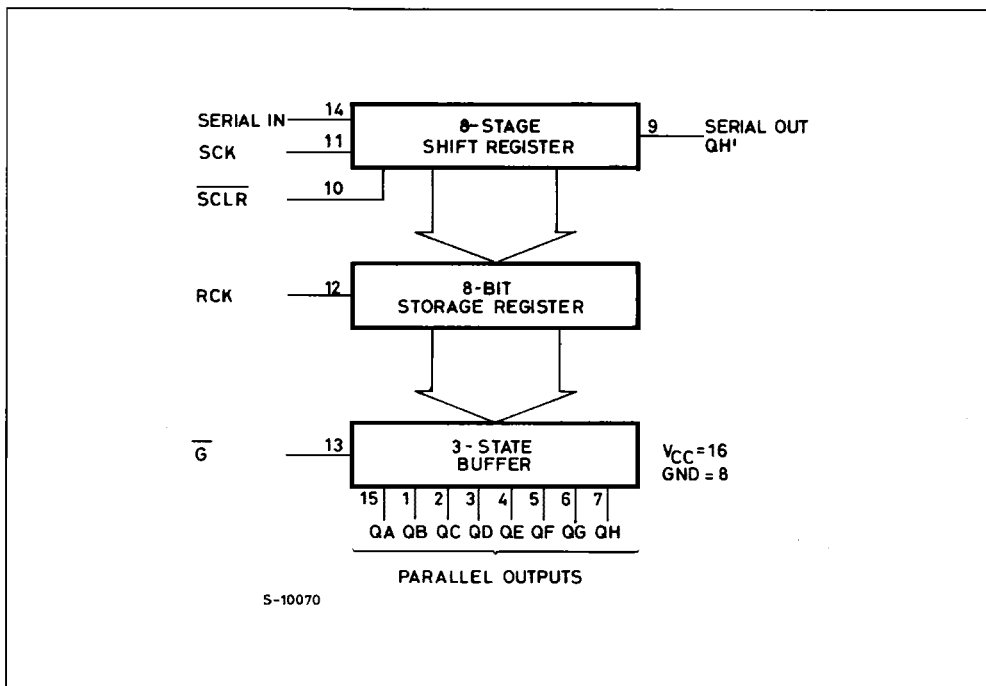 14
SERIAL IN
8-STAGE
SHIFT REGISTER
9
SERIAL OUT
QH'
11
SCK
10
SCLR
12
RCK
8-BIT
STORAGE REGISTER
13
G
3-STATE
BUFFER
VCC=16
GND=8
15 1 2 3 4 5 6 7
QA QB QC QD QE QF QG QH
PARALLEL OUTPUTS
S-10070